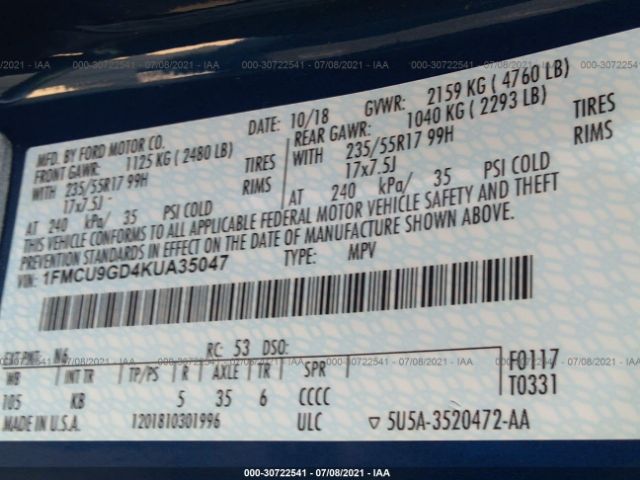 000-30722541 - 07/08/2021 - IAA
MFD. BY FORD MOTOR CO. DATE: 10/18 GVWR: 2159 KG ( 4760 LB)
FRONT GAWR: 1125 KG ( 2480 LB) REAR GAWR: 1040 KG ( 2293 LB)
WITH 235/55R17 99H TIRES WITH 235/55R17 99H TIRES
17x7.5J RIMS 17x7.5J RIMS
AT 240 kPa/ 35 PSI COLD AT 240 kPa/ 35 PSI COLD
THIS VEHICLE CONFORMS TO ALL APPLICABLE FEDERAL MOTOR VEHICLE SAFETY AND THEFT
PREVENTION STANDARDS IN EFFECT ON THE DATE OF MANUFACTURE SHOWN ABOVE.
VIN: 1FMCU9GD4KUA35047 TYPE: MPV
EXT PNT: N6 RC: 53 DSO: F0117
WB INT TR TP/PS R AXLE TR SPR T0331
105 KB 5 35 6 CCCC
MADE IN U.S.A. 1201810301996 ULC ▽ 5U5A-3520472-AA
000-30722541 - 07/08/2021 - IAA